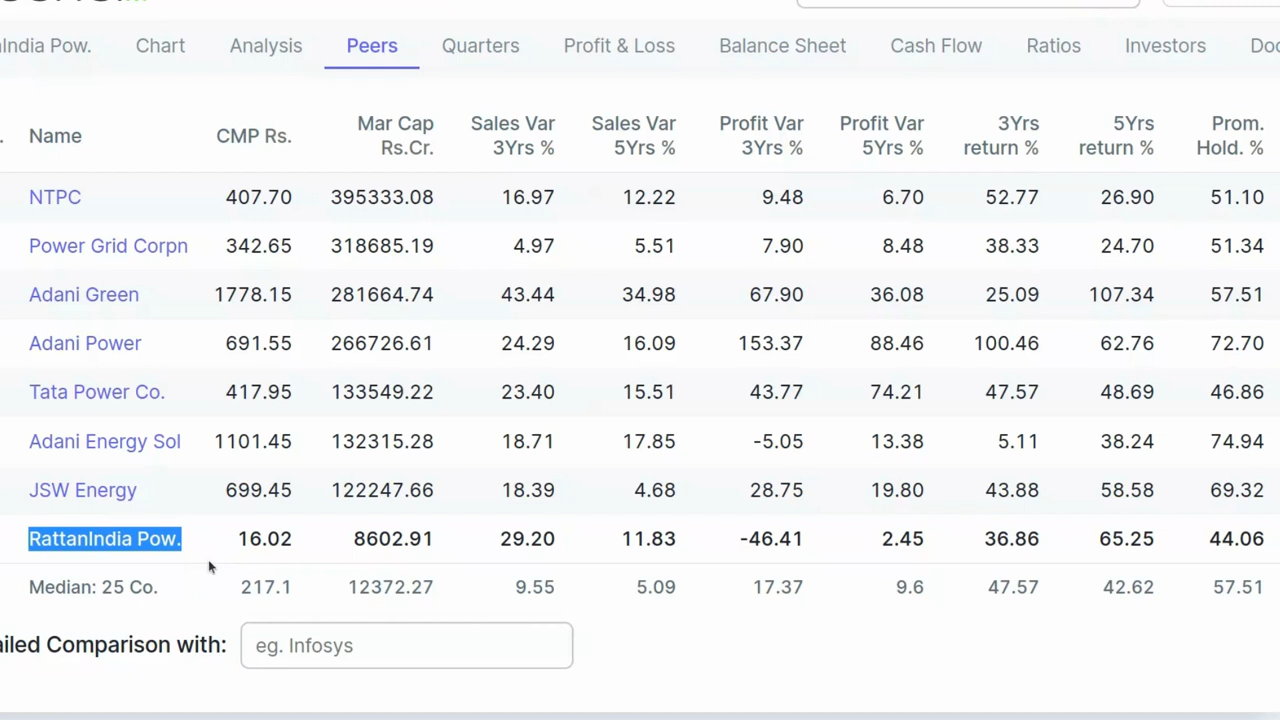 India Pow. Chart Analysis Peers Quarters Profit & Loss Balance Sheet Cash Flow Ratios Investors
Name CMP Rs. Mar Cap Rs.Cr. Sales Var 3Yrs % Sales Var 5Yrs % Profit Var 3Yrs % Profit Var 5Yrs % 3Yrs return % 5Yrs return % Prom. Hold. %
NTPC 407.70 395333.08 16.97 12.22 9.48 6.70 52.77 26.90 51.10
Power Grid Corpn 342.65 318685.19 4.97 5.51 7.90 8.48 38.33 24.70 51.34
Adani Green 1778.15 281664.74 43.44 34.98 67.90 36.08 25.09 107.34 57.51
Adani Power 691.55 266726.61 24.29 16.09 153.37 88.46 100.46 62.76 72.70
Tata Power Co. 417.95 133549.22 23.40 15.51 43.77 74.21 47.57 48.69 46.86
Adani Energy Sol 1101.45 132315.28 18.71 17.85 -5.05 13.38 5.11 38.24 74.94
JSW Energy 699.45 122247.66 18.39 4.68 28.75 19.80 43.88 58.58 69.32
RattanIndia Pow. 16.02 8602.91 29.20 11.83 -46.41 2.45 36.86 65.25 44.06
Median: 25 Co. 217.1 12372.27 9.55 5.09 17.37 9.6 47.57 42.62 57.51
ailed Comparison with: eg. Infosys